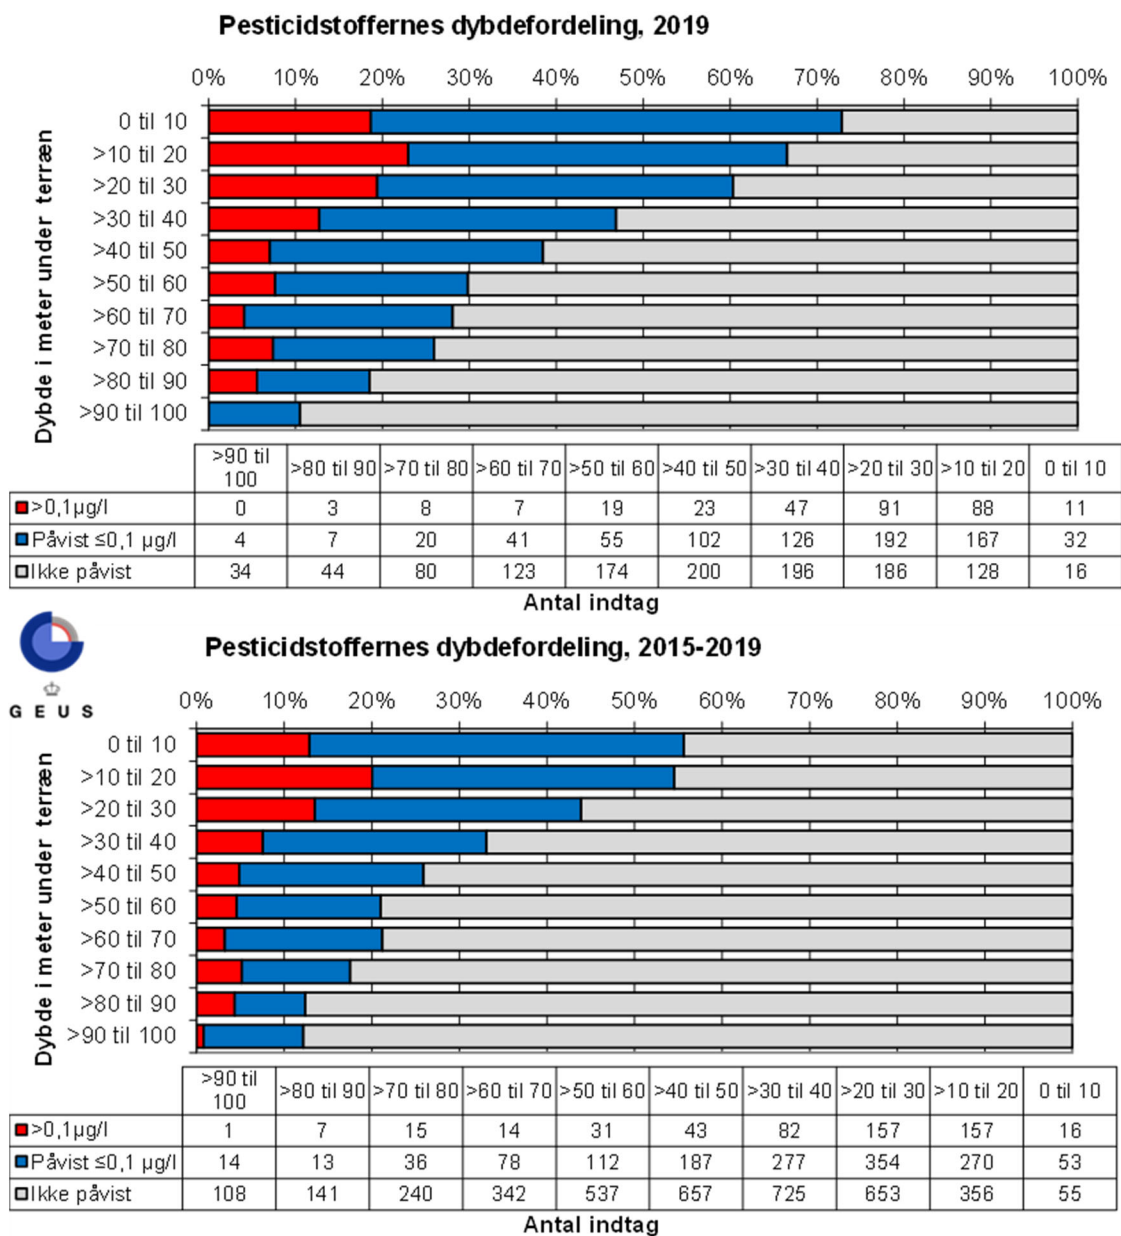 Pesticidstoffernes dybdefordeling, 2019
0% 10% 20% 30% 40% 50% 60% 70% 80% 90% 100%
Dybde i meter under terræn
0 til 10
>10 til 20
>20 til 30
>30 til 40
>40 til 50
>50 til 60
>60 til 70
>70 til 80
>80 til 90
>90 til 100
>90 til 100 >80 til 90 >70 til 80 >60 til 70 >50 til 60 >40 til 50 >30 til 40 >20 til 30 >10 til 20 0 til 10
>0,1µg/l 0 3 8 7 19 23 47 91 88 11
Påvist ≤0,1 µg/l 4 7 20 41 55 102 126 192 167 32
Ikke påvist 34 44 80 123 174 200 196 186 128 16
Antal indtag
GEUS
Pesticidstoffernes dybdefordeling, 2015-2019
0% 10% 20% 30% 40% 50% 60% 70% 80% 90% 100%
Dybde i meter under terræn
0 til 10
>10 til 20
>20 til 30
>30 til 40
>40 til 50
>50 til 60
>60 til 70
>70 til 80
>80 til 90
>90 til 100
>90 til 100 >80 til 90 >70 til 80 >60 til 70 >50 til 60 >40 til 50 >30 til 40 >20 til 30 >10 til 20 0 til 10
>0,1µg/l 1 7 15 14 31 43 82 157 157 16
Påvist ≤0,1 µg/l 14 13 36 78 112 187 277 354 270 53
Ikke påvist 108 141 240 342 537 657 725 653 356 55
Antal indtag